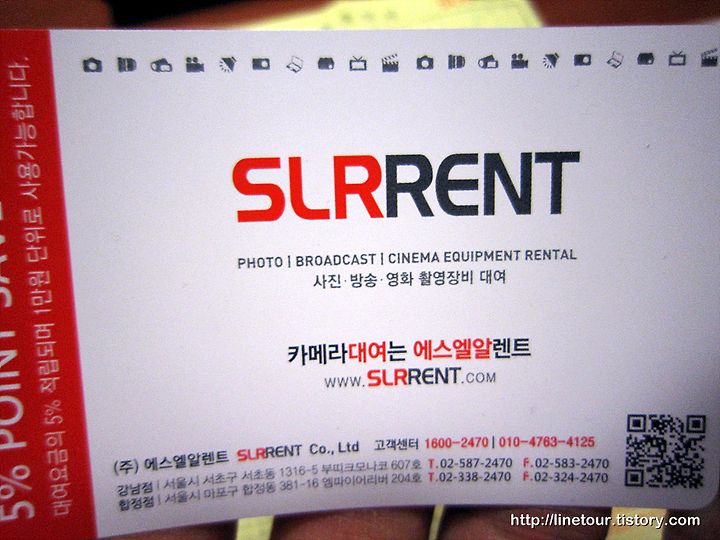 5% POINT SAVE
대여요금의 5% 적립되며 1만원 단위로 사용가능합니다.
SLRRENT
PHOTO | BROADCAST | CINEMA EQUIPMENT RENTAL
사진·방송·영화 촬영장비 대여
카메라대여는 에스엘알렌트
WWW.SLRRENT.COM
(주) 에스엘알렌트 SLRRENT Co., Ltd 고객센터 1600-2470 | 010-4763-4125
강남점 | 서울시 서초구 서초동 1316-5 부띠크모나코 607호 T.02-587-2470 F.02-583-2470
합정점 | 서울시 마포구 합정동 381-16 엠파이어리버 204호 T.02-338-2470 F.02-324-2470
http://linetour.tistory.com